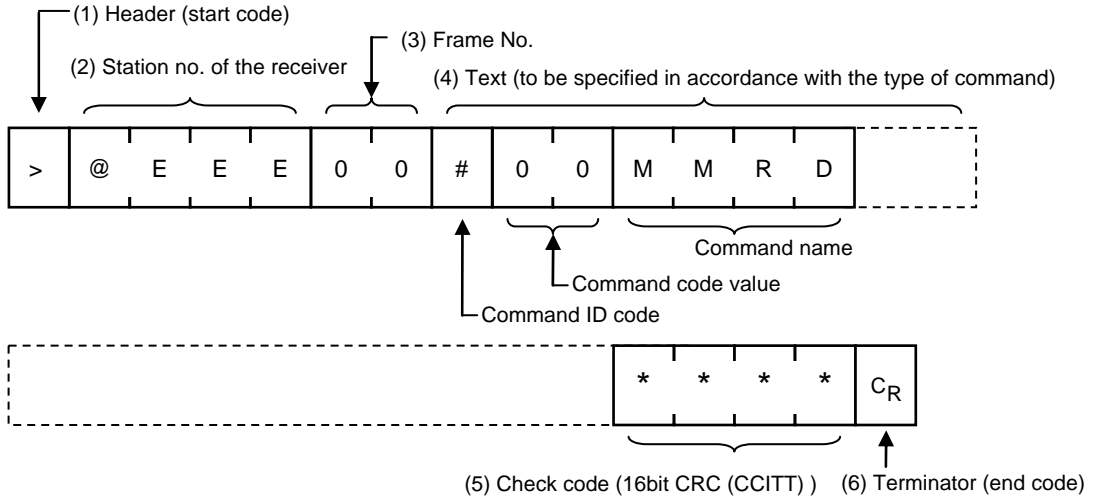 (1) Header (start code)
(3) Frame No.
(2) Station no. of the receiver
(4) Text (to be specified in accordance with the type of command)
> @ E E E 0 0 # 0 0 M M R D
Command name
Command code value
Command ID code
* * * * CR
(5) Check code (16bit CRC (CCITT) ) (6) Terminator (end code)